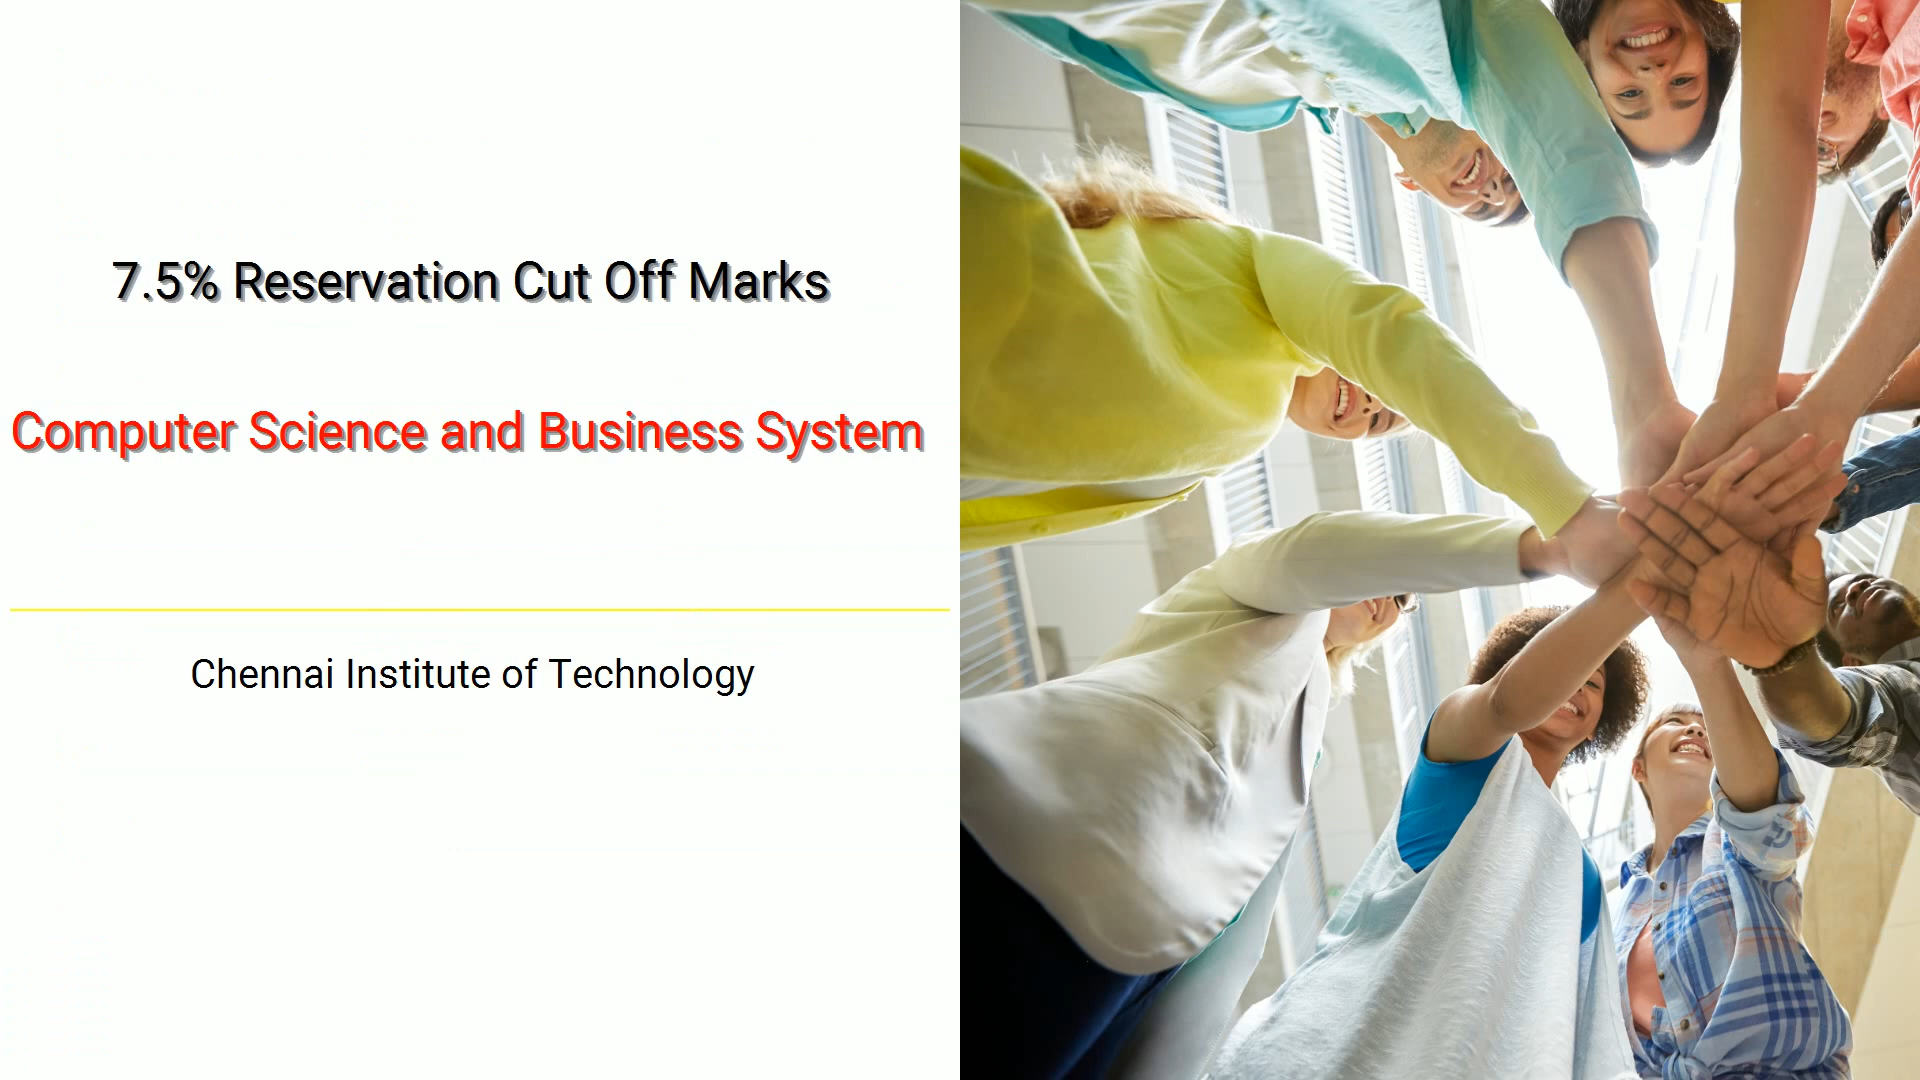 7.5% Reservation Cut Off Marks
Computer Science and Business System
Chennai Institute of Technology